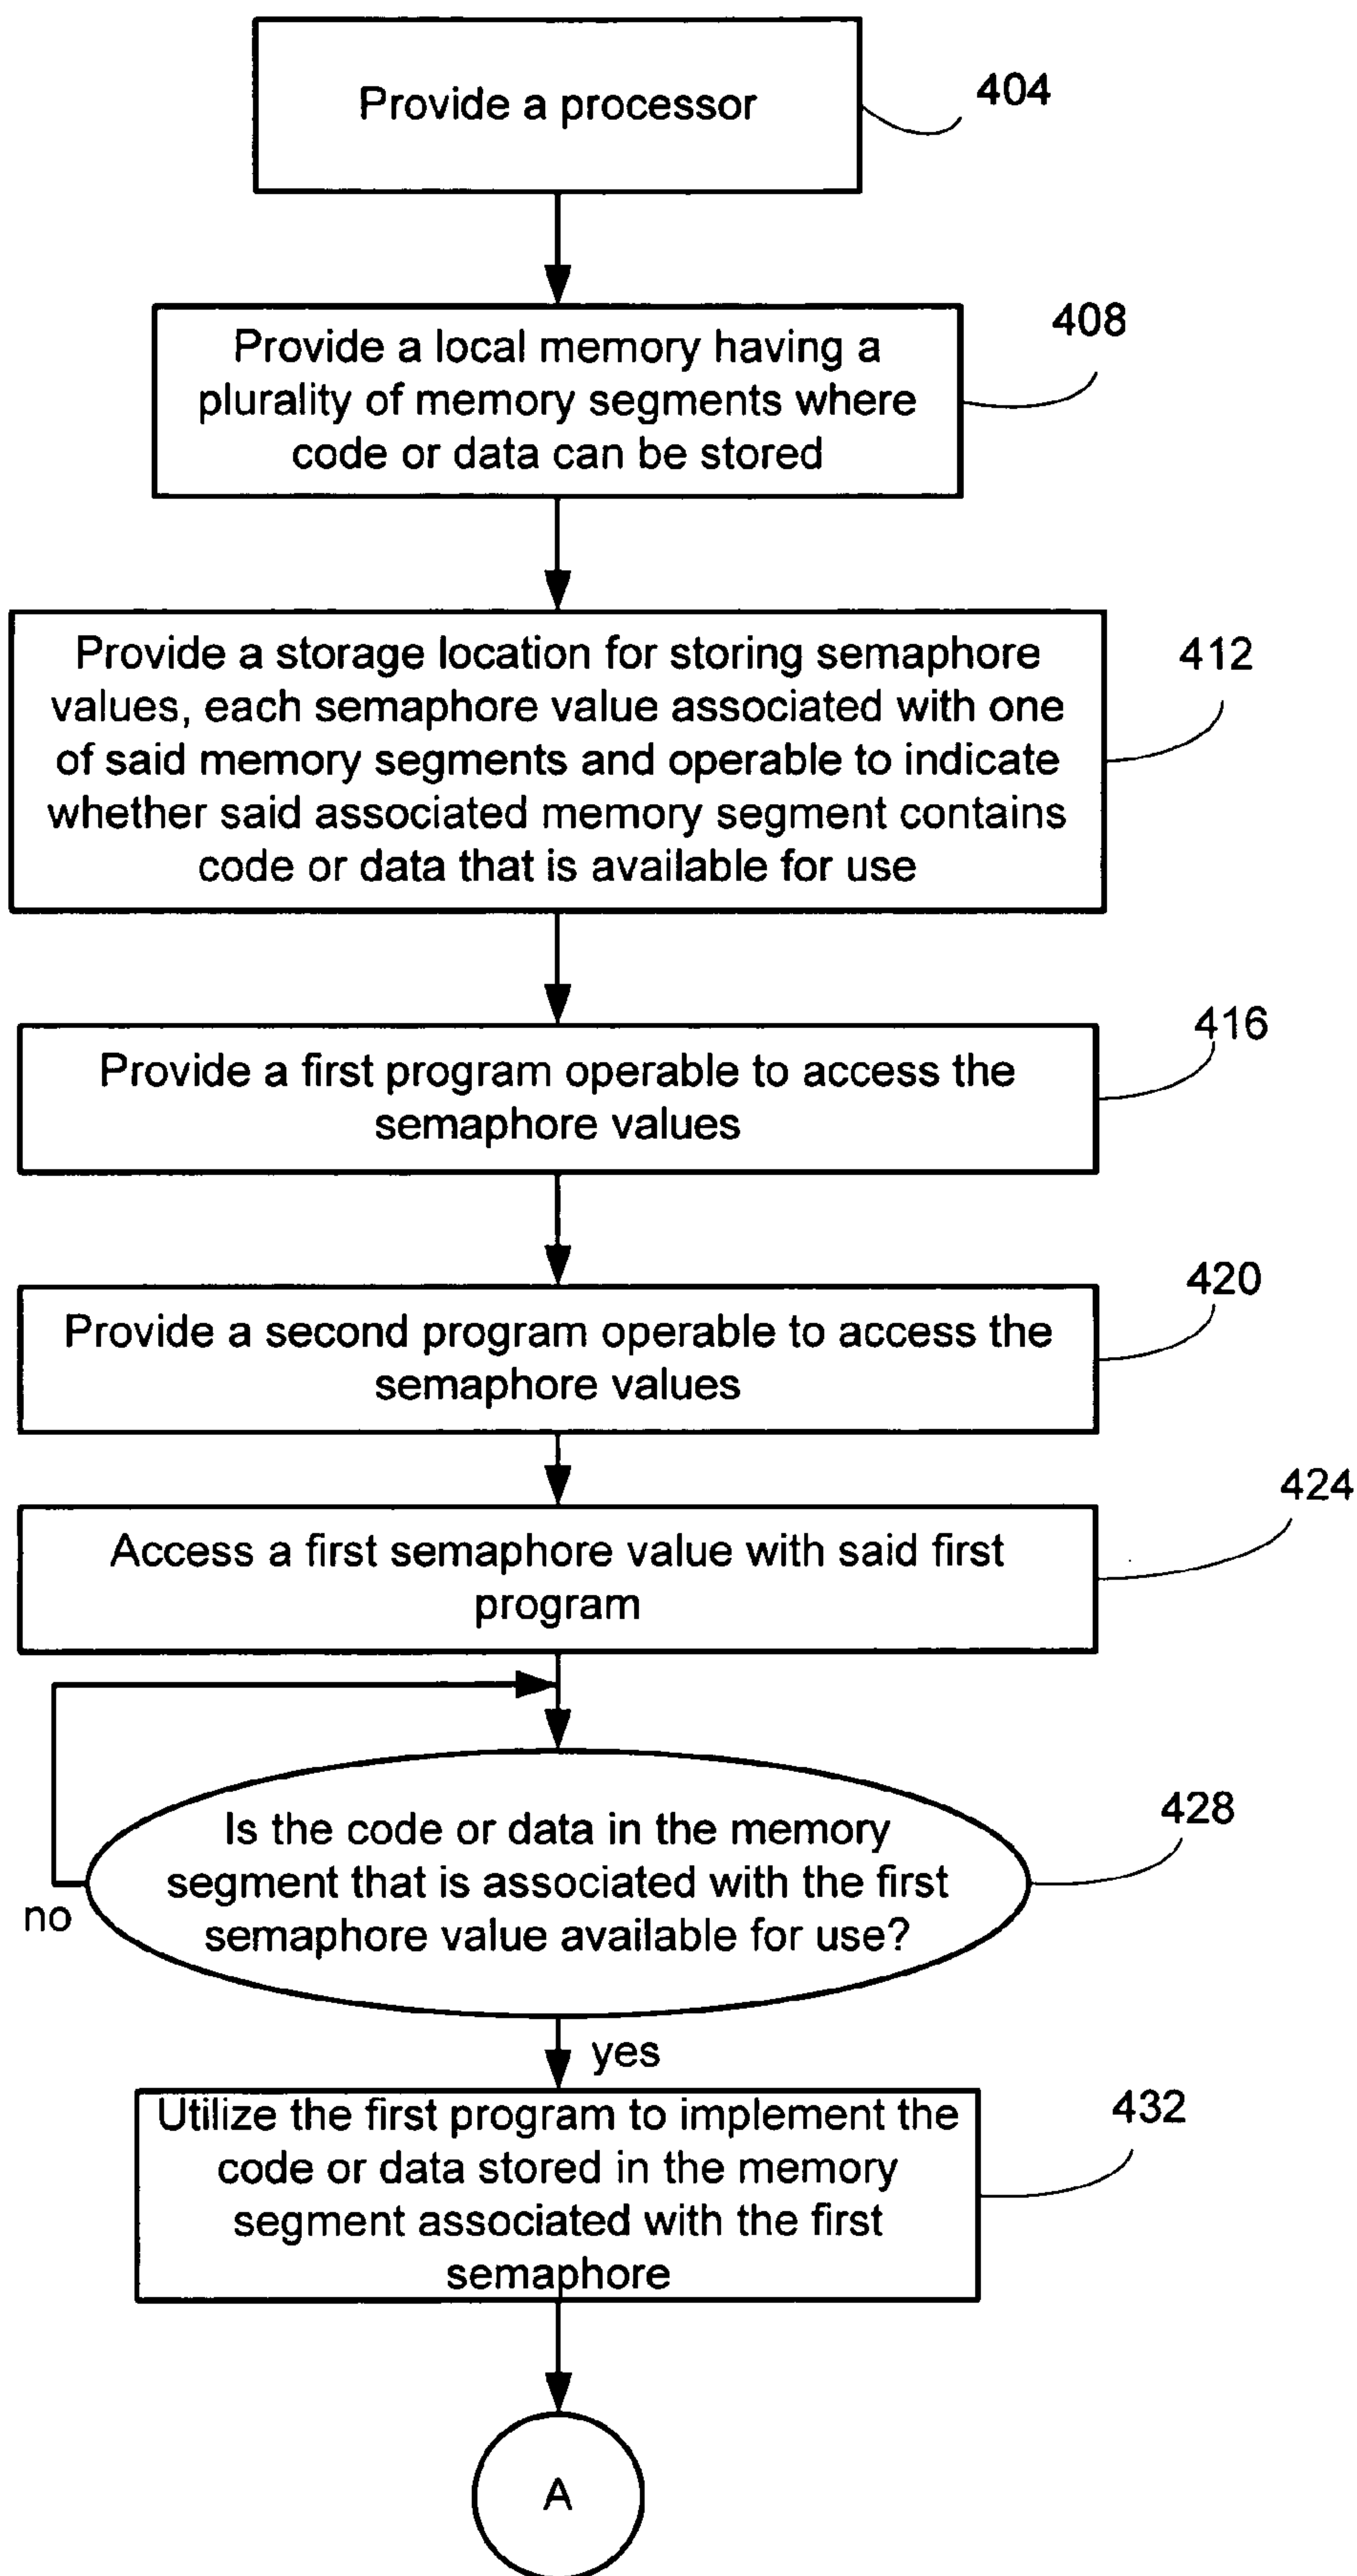 Provide a processor
404
Provide a local memory having a
plurality of memory segments where
code or data can be stored
408
Provide a storage location for storing semaphore
values, each semaphore value associated with one
of said memory segments and operable to indicate
whether said associated memory segment contains
code or data that is available for use
412
Provide a first program operable to access the
semaphore values
416
Provide a second program operable to access the
semaphore values
420
Access a first semaphore value with said first
program
424
Is the code or data in the memory
segment that is associated with the first
semaphore value available for use?
428
no
yes
Utilize the first program to implement the
code or data stored in the memory
segment associated with the first
semaphore
432
A